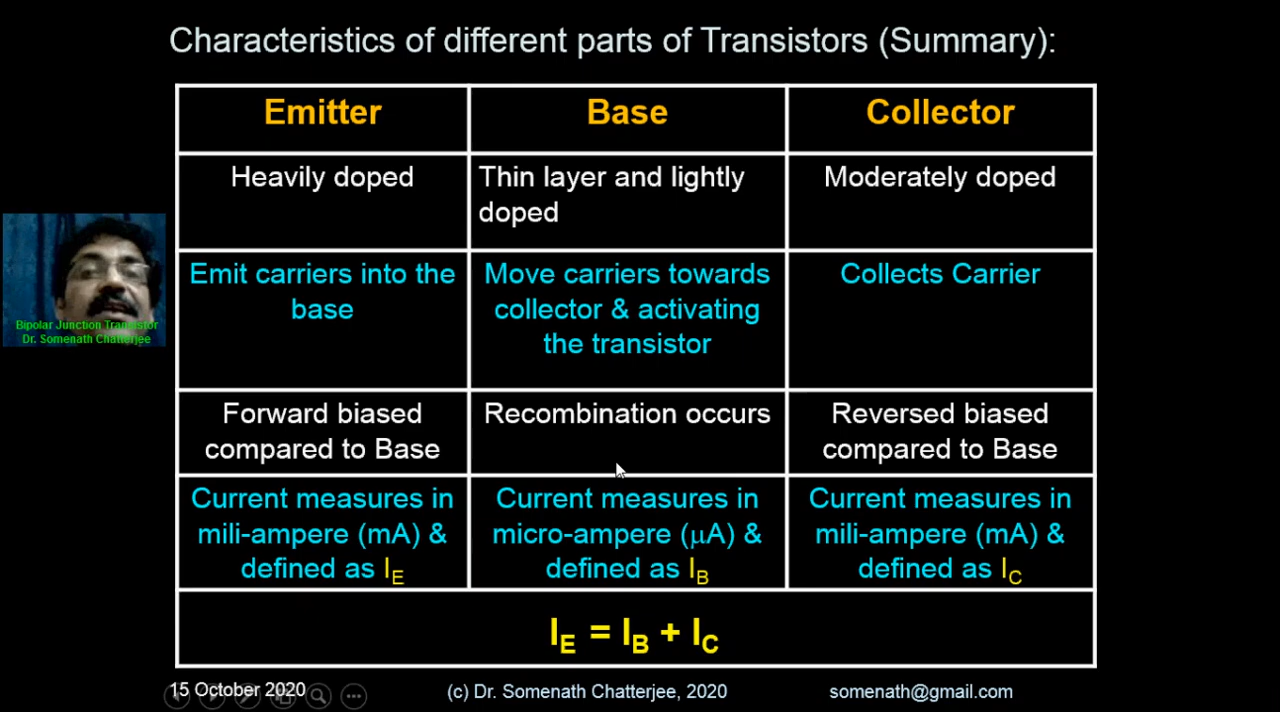 Characteristics of different parts of Transistors (Summary):
Emitter
Base
Collector
Heavily doped
Thin layer and lightly
doped
Moderately doped
Emit carriers into the
base
Move carriers towards
collector & activating
the transistor
Collects Carrier
Forward biased
compared to Base
Recombination occurs
Reversed biased
compared to Base
Current measures in
mili-ampere (mA) &
defined as IE
Current measures in
micro-ampere (μA) &
defined as IB
Current measures in
mili-ampere (mA) &
defined as IC
IE = IB + IC
Bipolar Junction Transistor
Dr. Somenath Chatterjee
15 October 2020
(c) Dr. Somenath Chatterjee, 2020
somenath@gmail.com